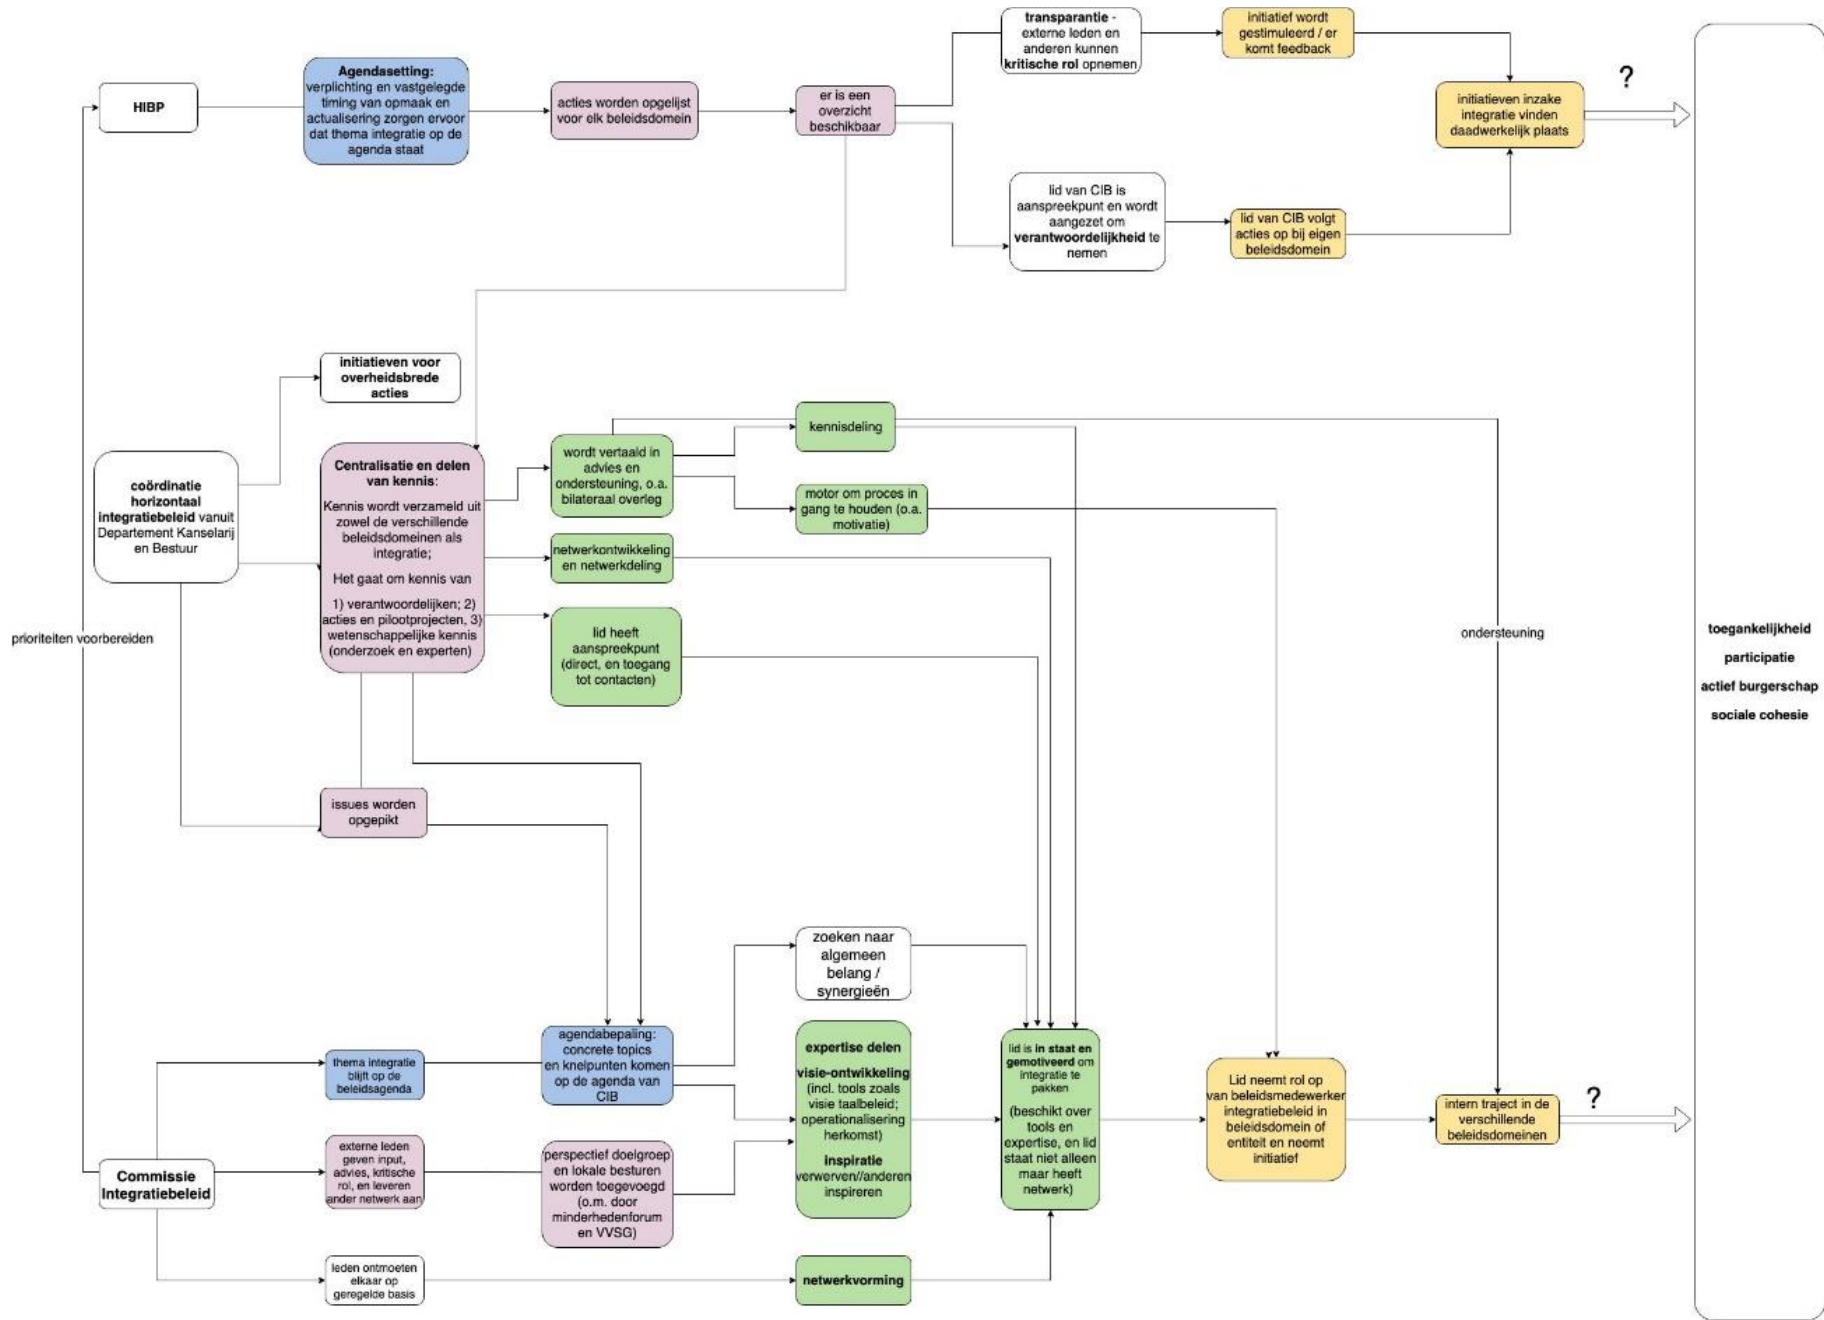 transparantie -
externe leden en
anderen kunnen
kritische rol opnemen
initiatief wordt
gestimuleerd / er
komt feedback
?
HIBP
Agendasetting:
verplichting en vastgelegde
timing van opmaak en
actualisering zorgen ervoor
dat thema integratie op de
agenda staat
acties worden opgelijst
voor elk beleidsdomein
er is een
overzicht
beschikbaar
initiatieven inzake
integratie vinden
daadwerkelijk plaats
lid van CIB is
aanspreekpunt en wordt
aangezet om
verantwoordelijkheid te
nemen
lid van CIB volgt
acties op bij eigen
beleidsdomein
initiatieven voor
overheidsbrede
acties
coördinatie
horizontaal
integratiebeleid vanuit
Departement Kanselarij
en Bestuur
Centralisatie en delen
van kennis:
Kennis wordt verzameld uit
zowel de verschillende
beleidsdomeinen als
integratie;
Het gaat om kennis van
1) verantwoordelijken; 2)
acties en pilootprojecten, 3)
wetenschappelijke kennis
(onderzoek en experten)
wordt vertaald in
advies en
ondersteuning, o.a.
bilateraal overleg
kennisdeling
motor om proces in
gang te houden (o.a.
motivatie)
netwerkontwikkeling
en netwerkdeling
lid heeft
aanspreekpunt
(direct, en toegang
tot contacten)
prioriteiten voorbereiden
ondersteuning
toegankelijkheid
participatie
actief burgerschap
sociale cohesie
issues worden
opgepikt
zoeken naar
algemeen
belang /
synergieën
thema integratie
blijft op de
beleidsagenda
agendabepaling:
concrete topics
en knelpunten komen
op de agenda van
CIB
expertise delen
visie-ontwikkeling
(incl. tools zoals
visie taalbeleid;
operationalisering
herkomst)
inspiratie
verwerven//anderen
inspireren
lid is in staat en
gemotiveerd om
integratie te
pakken
(beschikt over
tools en
expertise, en lid
staat niet alleen
maar heeft
netwerk)
Lid neemt rol op
van beleidsmedewerker
integratiebeleid in
beleidsdomein of
entiteit en neemt
initiatief
intern traject in de
verschillende
beleidsdomeinen
?
Commissie
Integratiebeleid
externe leden
geven input,
advies, kritische
rol, en leveren
ander netwerk aan
perspectief doelgroep
en lokale besturen
worden toegevoegd
(o.m. door
minderhedenforum
en VVSG)
leden ontmoeten
elkaar op
geregelde basis
netwerkvorming